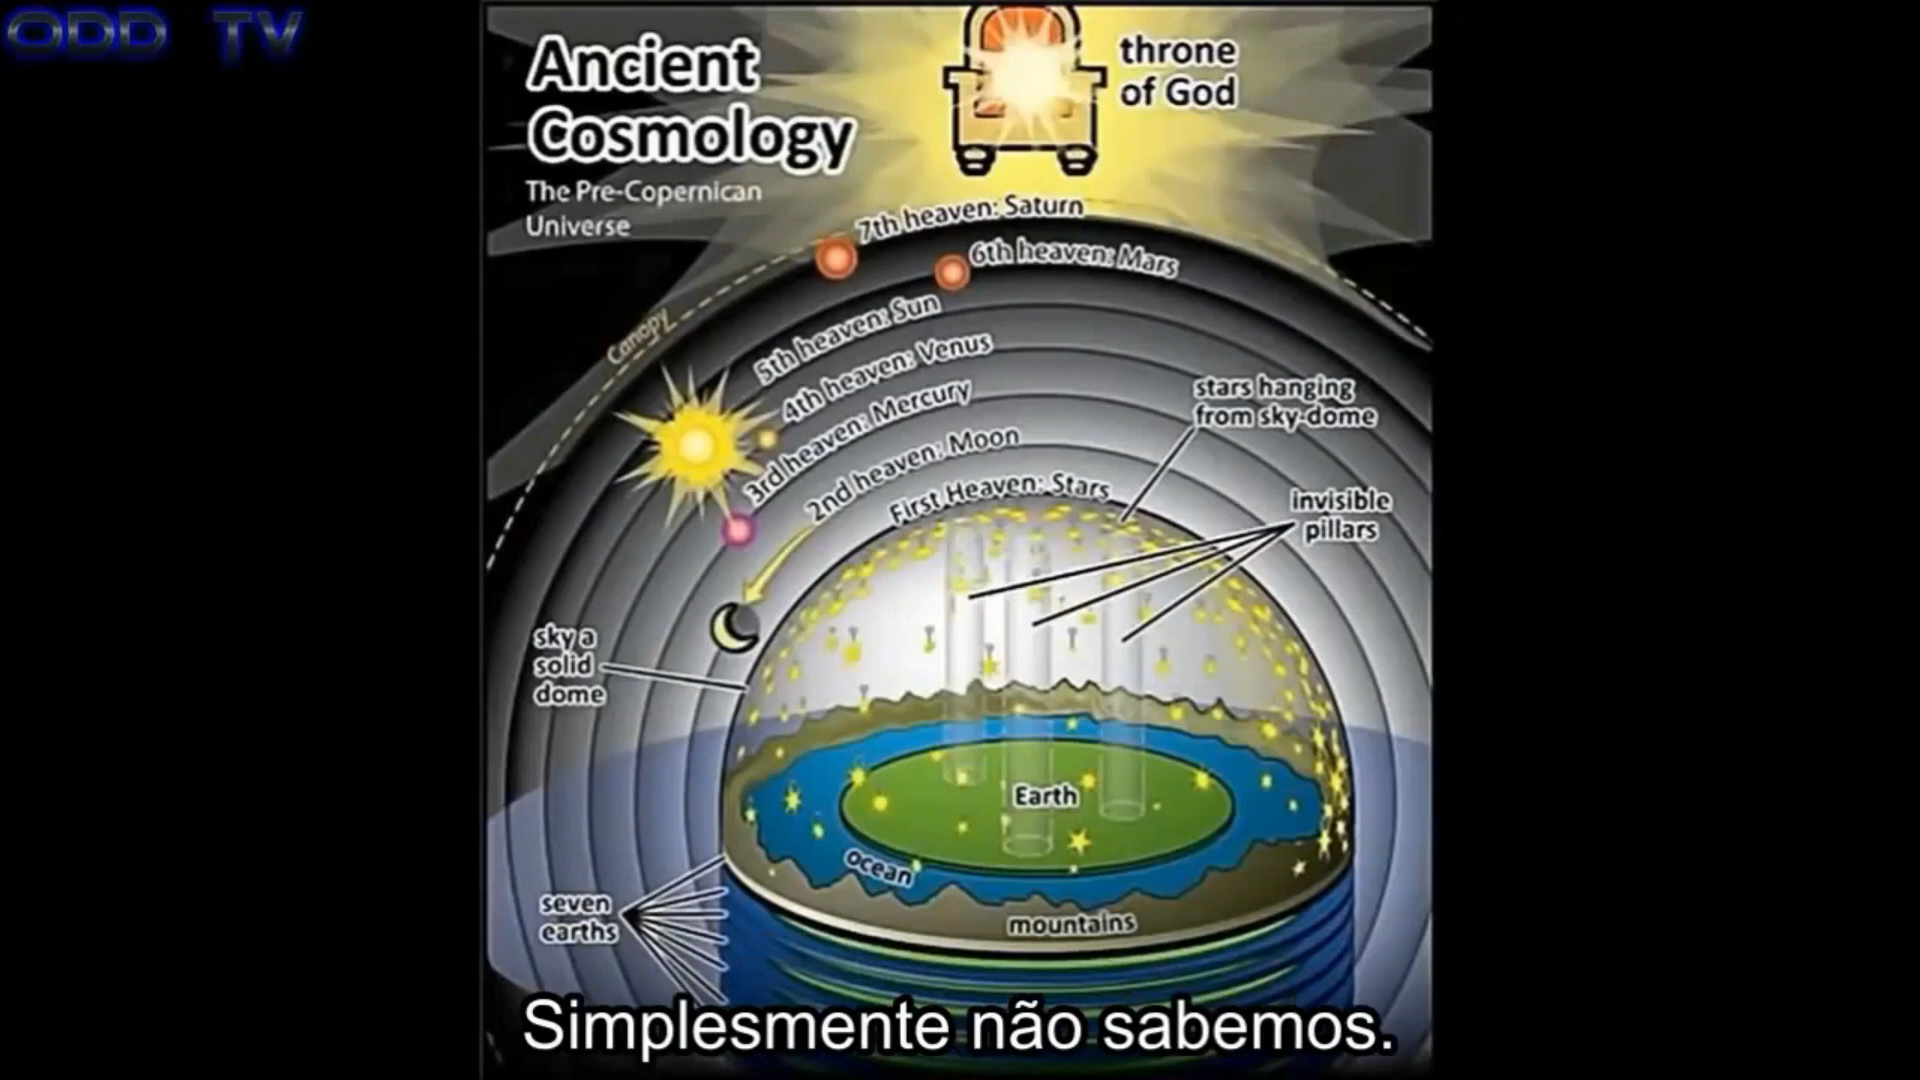 ODD TV
Ancient
Cosmology
The Pre-Copernican
Universe
throne
of God
7th heaven: Saturn
6th heaven: Mars
Canopy
5th heaven: Sun
4th heaven: Venus
3rd heaven: Mercury
2nd heaven: Moon
First Heaven: Stars
stars hanging
from sky-dome
invisible
pillars
sky a
solid
dome
Earth
ocean
mountains
seven
earths
Simplesmente não sabemos.